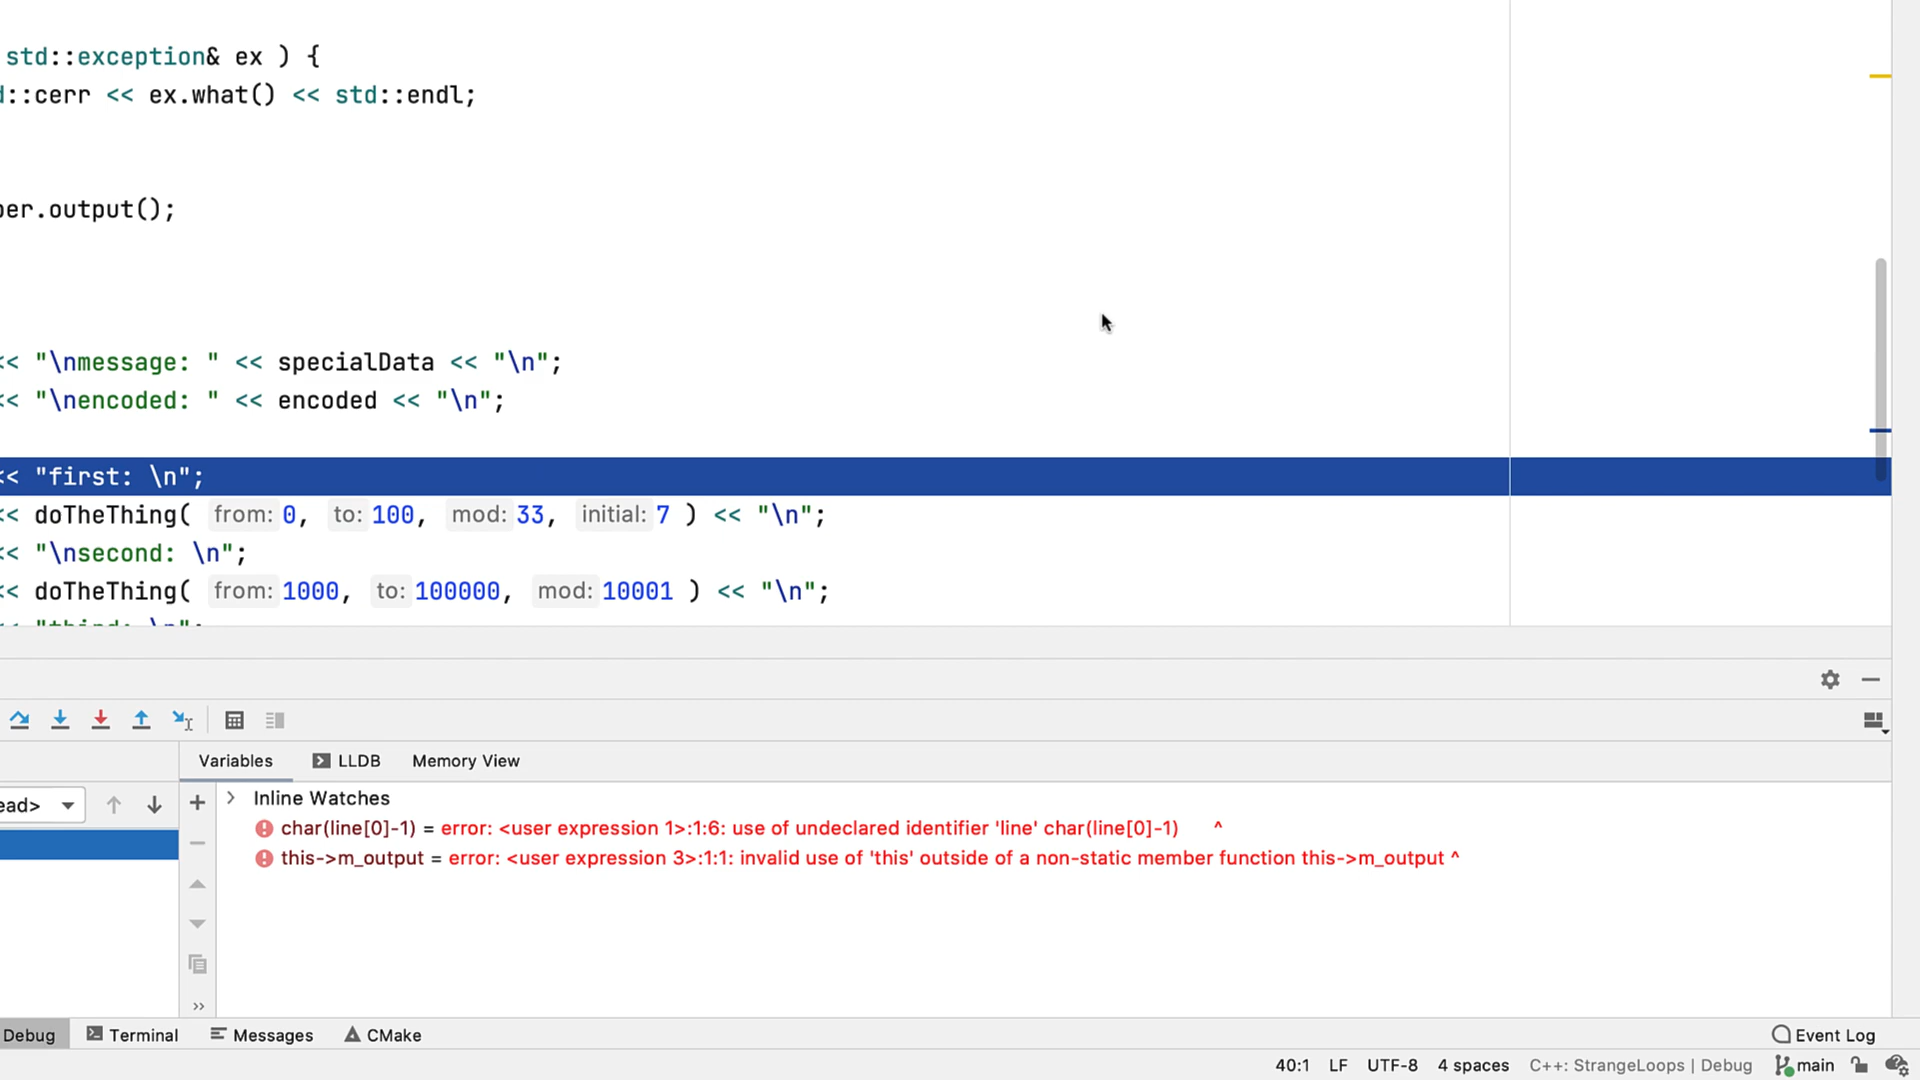 std::exception& ex ) {
::cerr << ex.what() << std::endl;
er.output();
<< "\nmessage: " << specialData << "\n";
<< "\nencoded: " << encoded << "\n";
<< "first: \n";
<< doTheThing( from: 0, to: 100, mod: 33, initial: 7 ) << "\n";
<< "\nsecond: \n";
<< doTheThing( from: 1000, to: 100000, mod: 10001 ) << "\n";
Variables LLDB Memory View
ead> Inline Watches
char(line[0]-1) = error: <user expression 1>:1:6: use of undeclared identifier 'line' char(line[0]-1) ^
this->m_output = error: <user expression 3>:1:1: invalid use of 'this' outside of a non-static member function this->m_output ^
Debug Terminal Messages CMake Event Log
40:1 LF UTF-8 4 spaces C++: StrangeLoops | Debug main